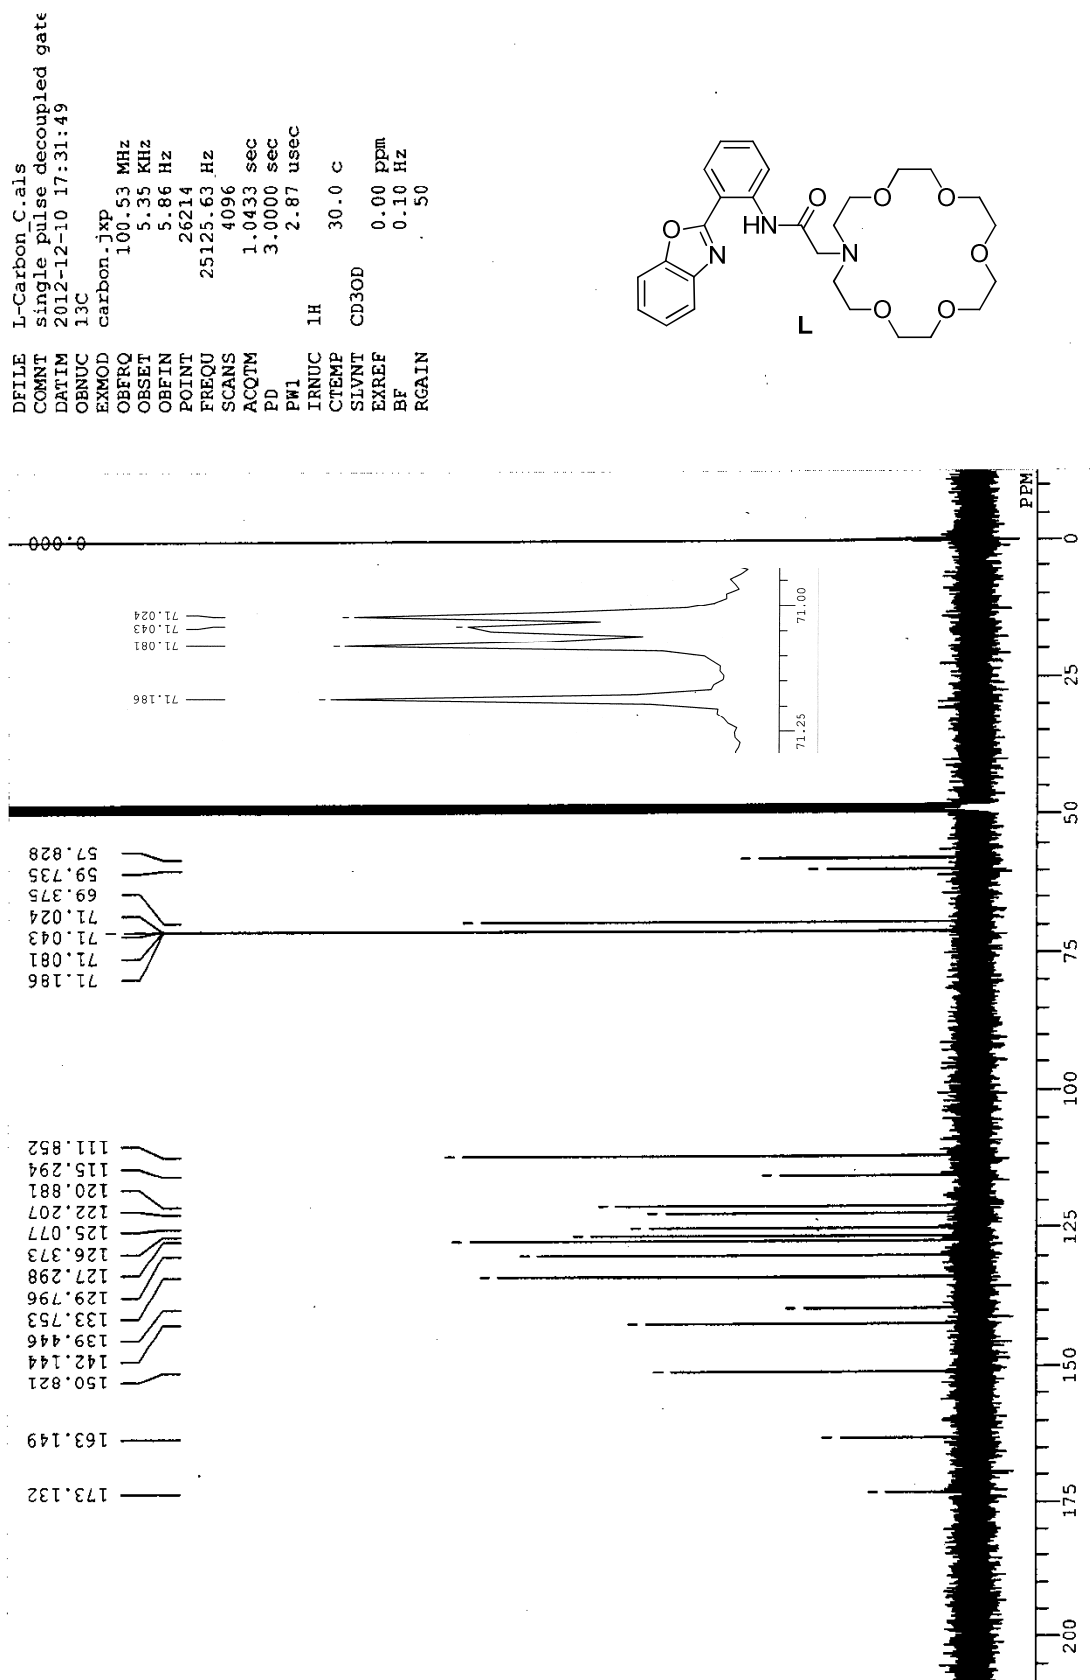 DFILE L-Carbon_C.als
COMNT single pulse decoupled gate
DATIM 2012-12-10 17:31:49
OBNUC 13C
EXMOD carbon.jxp
OBFRQ 100.53 MHz
OBSET 5.35 KHz
OBFIN 5.86 Hz
POINT 26214
FREQU 25125.63 Hz
SCANS 4096
ACQTM 1.0433 sec
PD 3.0000 sec
PW1 2.87 usec
IRNUC 1H
CTEMP 30.0 c
SLVNT CD3OD
EXREF 0.00 ppm
BF 0.10 Hz
RGAIN 50
O
N
HN
O
N
O
O
O
O
O
L
PPM
0.000
71.024
71.043
71.081
71.186
71.00
71.25
57.828
59.735
69.375
71.024
71.043
71.081
71.186
111.852
115.294
120.881
122.207
125.077
126.373
127.298
129.796
133.753
139.446
142.144
150.821
163.149
173.132
0
25
50
75
100
125
150
175
200